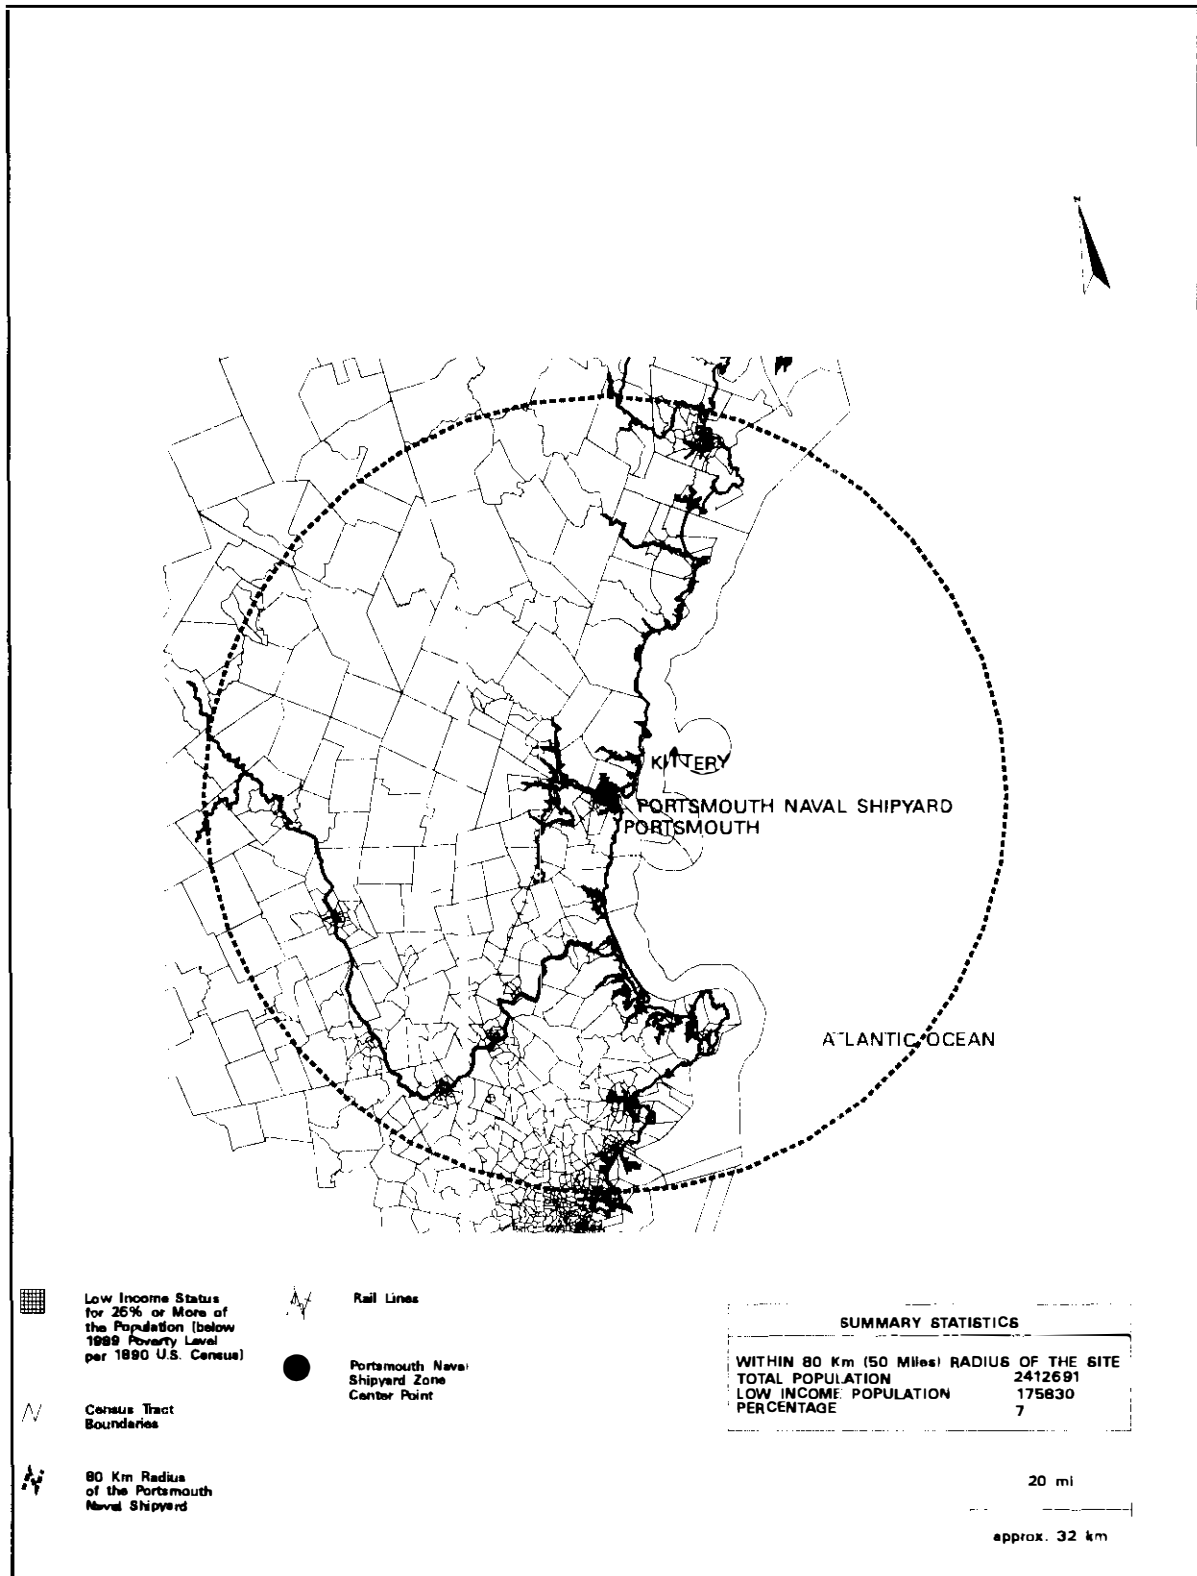 N
KITTERY
PORTSMOUTH NAVAL SHIPYARD
PORTSMOUTH
ATLANTIC OCEAN
Low Income Status
for 25% or More of
the Population (below
1989 Poverty Level
per 1890 U.S. Census)
Census Tract
Boundaries
80 Km Radius
of the Portsmouth
Naval Shipyard
Rail Lines
Portsmouth Naval
Shipyard Zone
Center Point
SUMMARY STATISTICS
WITHIN 80 Km (50 Miles) RADIUS OF THE SITE
TOTAL POPULATION 2412691
LOW INCOME POPULATION 175830
PERCENTAGE 7
20 mi
approx. 32 km